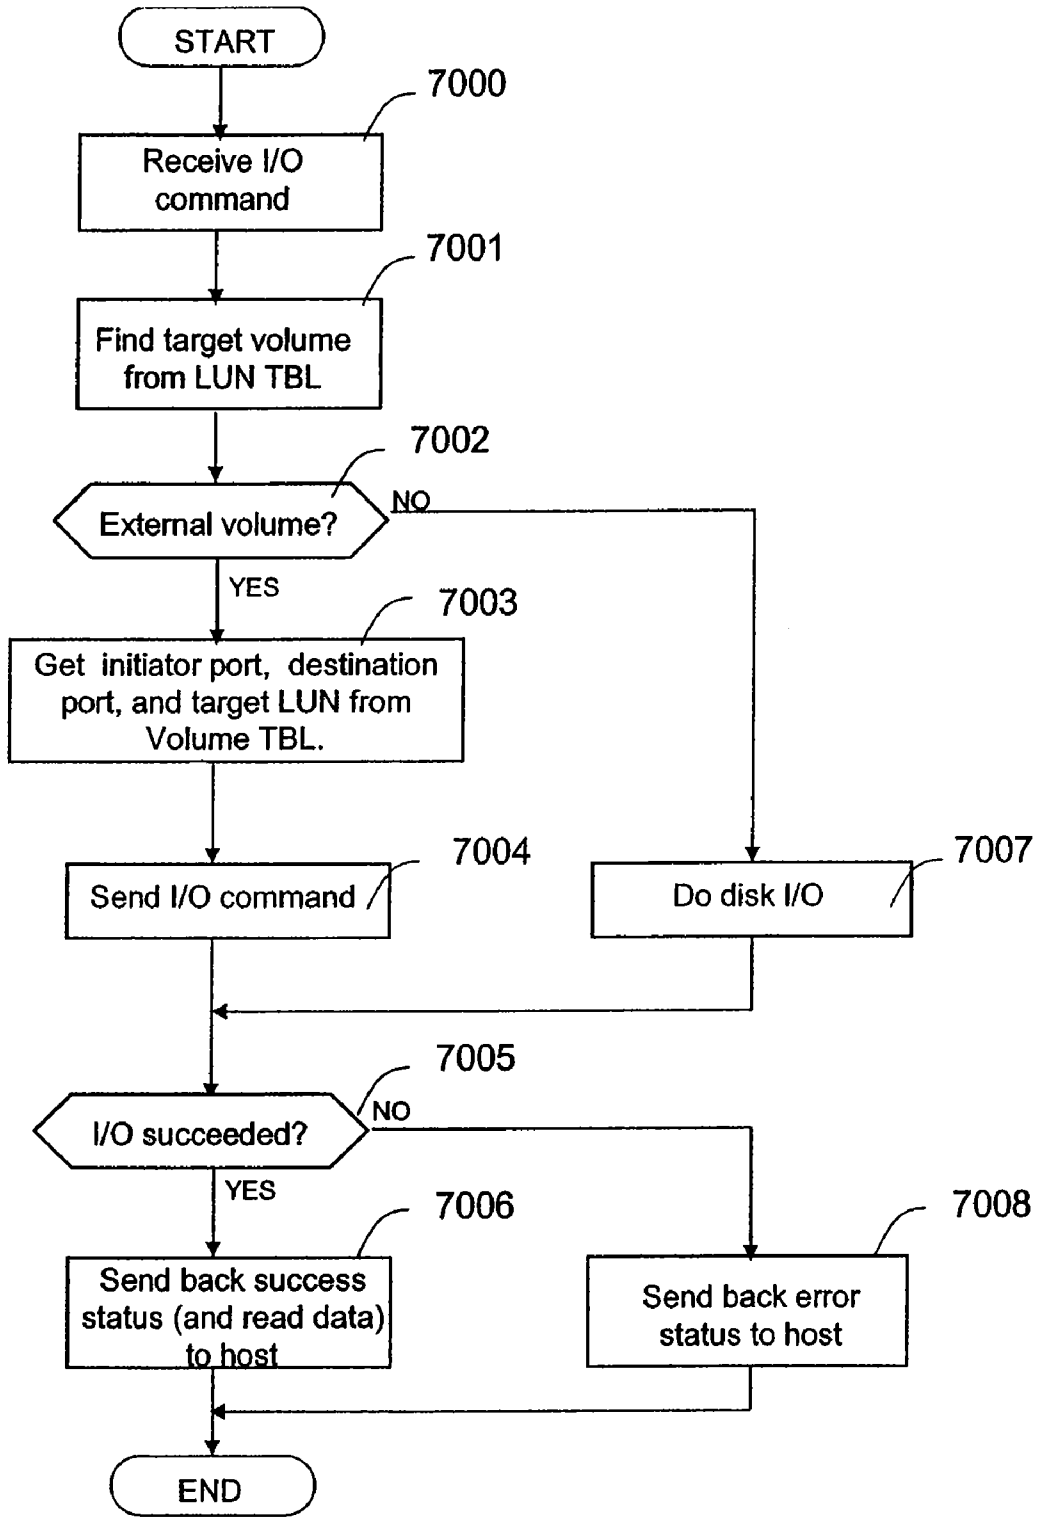 START
7000
Receive I/O
command
7001
Find target volume
from LUN TBL
7002
External volume?
NO
YES
7003
Get initiator port, destination
port, and target LUN from
Volume TBL.
7004
Send I/O command
7007
Do disk I/O
7005
I/O succeeded?
NO
YES
7006
Send back success
status (and read data)
to host
7008
Send back error
status to host
END